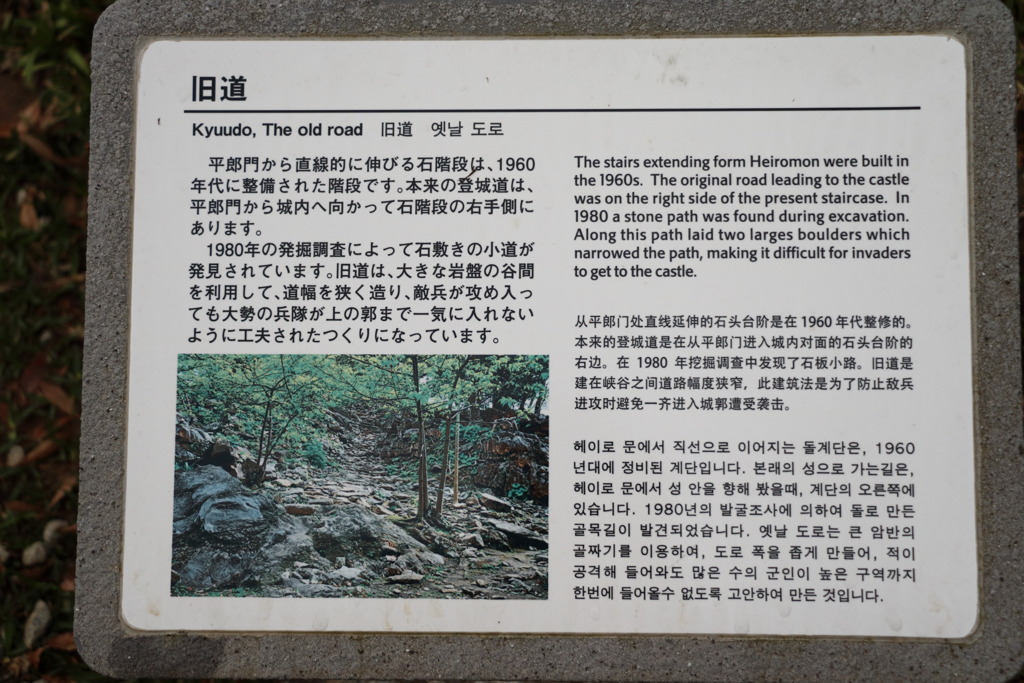 旧道
Kyuudo, The old road 旧道 옛날 도로
平郎門から直線的に伸びる石階段は、1960
年代に整備された階段です。本来の登城道は、
平郎門から城内へ向かって石階段の右手側に
あります。
1980年の発掘調査によって石敷きの小道が
発見されています。旧道は、大きな岩盤の谷間
を利用して、道幅を狭く造り、敵兵が攻め入っ
ても大勢の兵隊が上の郭まで一気に入れない
ように工夫されたつくりになっています。
The stairs extending form Heiromon were built in
the 1960s. The original road leading to the castle
was on the right side of the present staircase. In
1980 a stone path was found during excavation.
Along this path laid two larges boulders which
narrowed the path, making it difficult for invaders
to get to the castle.
从平郎门处直线延伸的石头台阶是在 1960 年代整修的。
本来的登城道是在从平郎门进入城内对面的石头台阶的
右边。在 1980 年挖掘调查中发现了石板小路。旧道是
建在峡谷之间道路幅度狭窄，此建筑法是为了防止敌兵
进攻时避免一齐进入城郭遭受袭击。
헤이로 문에서 직선으로 이어지는 돌계단은, 1960
년대에 정비된 계단입니다. 본래의 성으로 가는길은,
헤이로 문에서 성 안을 향해 봤을때, 계단의 오른쪽에
있습니다. 1980년의 발굴조사에 의하여 돌로 만든
골목길이 발견되었습니다. 옛날 도로는 큰 암반의
골짜기를 이용하여, 도로 폭을 좁게 만들어, 적이
공격해 들어와도 많은 수의 군인이 높은 구역까지
한번에 들어올수 없도록 고안하여 만든 것입니다.